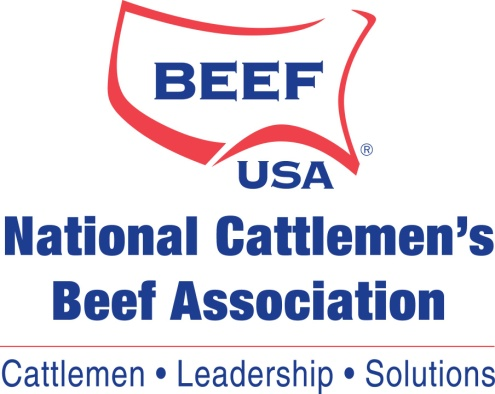 BEEF
USA®
National Cattlemen's
Beef Association
Cattlemen • Leadership • Solutions